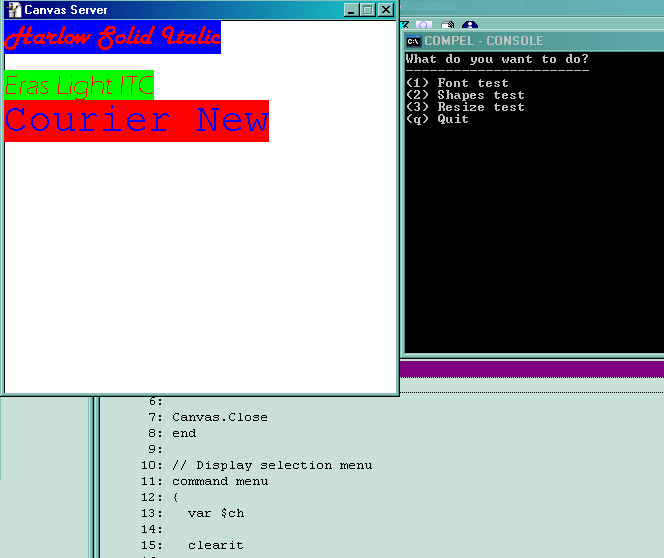 Canvas Server
Harlow Solid Italic
Eras Light ITC
Courier New
COMPEL - CONSOLE
What do you want to do?
-----------------------
(1) Font test
(2) Shapes test
(3) Resize test
(q) Quit
6:
7: Canvas.Close
8: end
9:
10: // Display selection menu
11: command menu
12: {
13: var $ch
14:
15: clearit